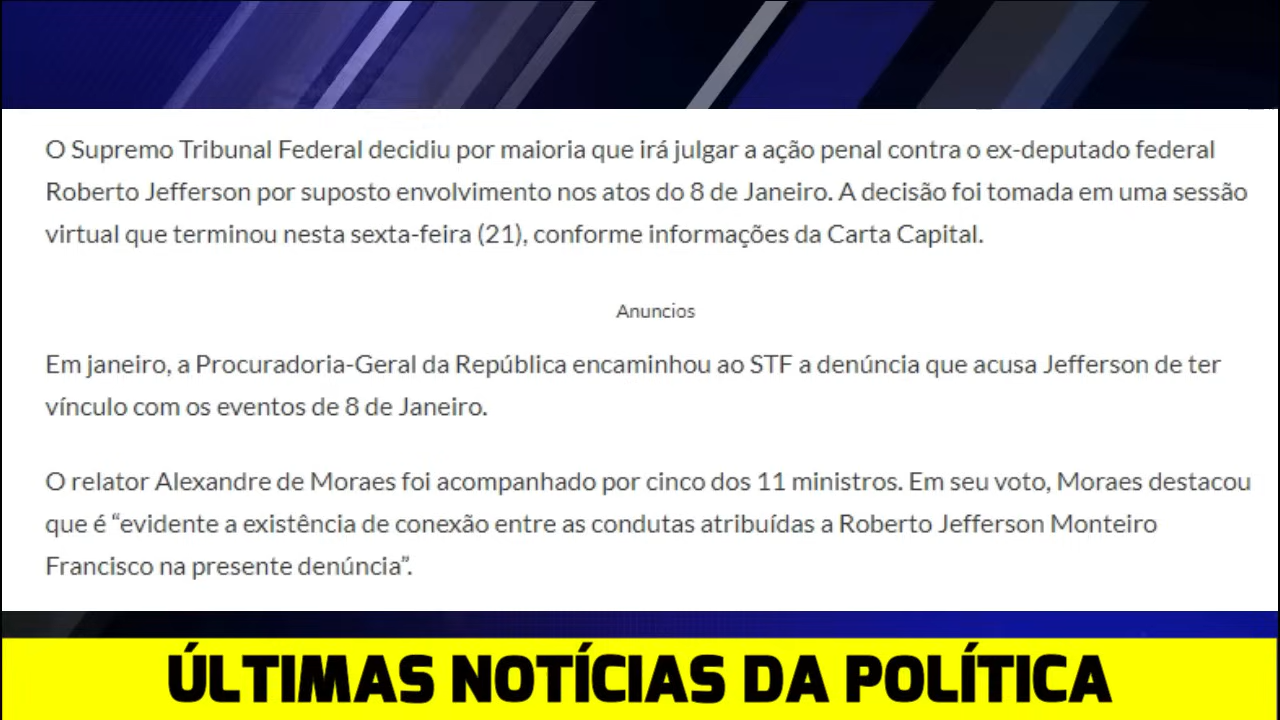 O Supremo Tribunal Federal decidiu por maioria que irá julgar a ação penal contra o ex-deputado federal
Roberto Jefferson por suposto envolvimento nos atos do 8 de Janeiro. A decisão foi tomada em uma sessão
virtual que terminou nesta sexta-feira (21), conforme informações da Carta Capital.
Anuncios
Em janeiro, a Procuradoria-Geral da República encaminhou ao STF a denúncia que acusa Jefferson de ter
vínculo com os eventos de 8 de Janeiro.
O relator Alexandre de Moraes foi acompanhado por cinco dos 11 ministros. Em seu voto, Moraes destacou
que é “evidente a existência de conexão entre as condutas atribuídas a Roberto Jefferson Monteiro
Francisco na presente denúncia”.
ÚLTIMAS NOTÍCIAS DA POLÍTICA